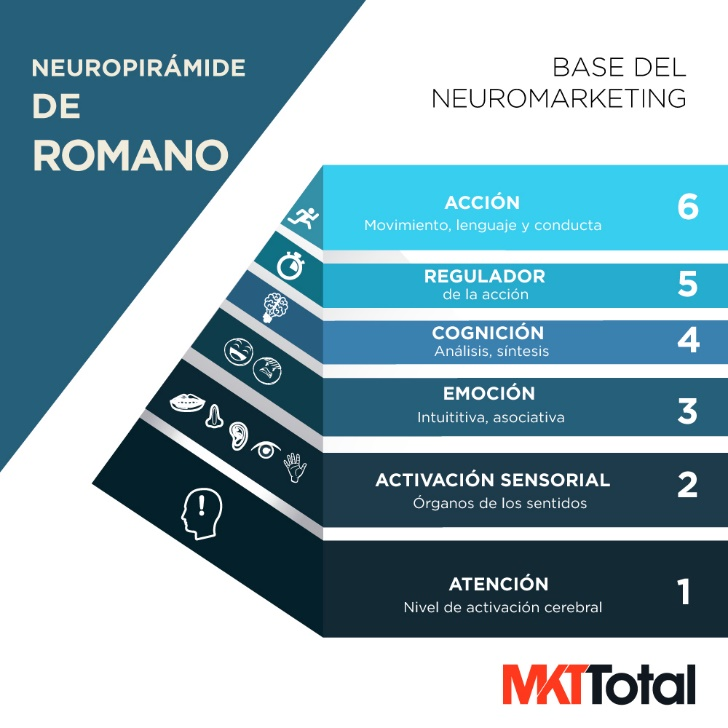 NEUROPIRÁMIDE
DE
ROMANO
BASE DEL
NEUROMARKETING
ACCIÓN
Movimiento, lenguaje y conducta
6
REGULADOR
de la acción
5
COGNICIÓN
Análisis, síntesis
4
EMOCIÓN
Intuititiva, asociativa
3
ACTIVACIÓN SENSORIAL
Órganos de los sentidos
2
!
ATENCIÓN
Nivel de activación cerebral
1
MKTTotal